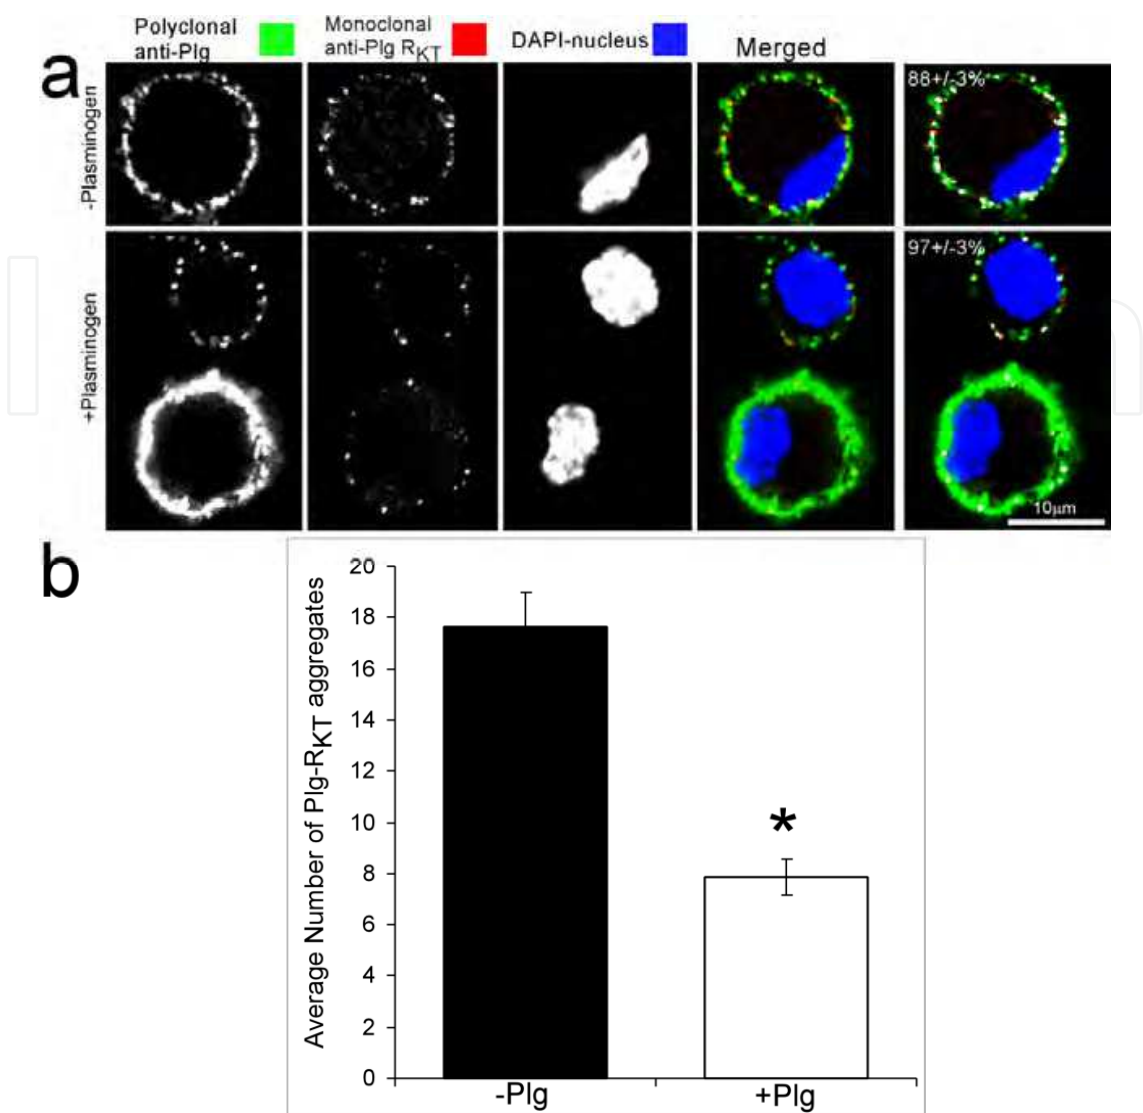 a
Polyclonal
anti-Plg
Monoclonal
anti-Plg RKT
DAPI-nucleus
Merged
-Plasminogen
88+/-3%
+Plasminogen
97+/-3%
10µm
b
Average Number of Plg-RKT aggregates
20
18
16
14
12
10
8
6
4
2
0
*
-Plg
+Plg